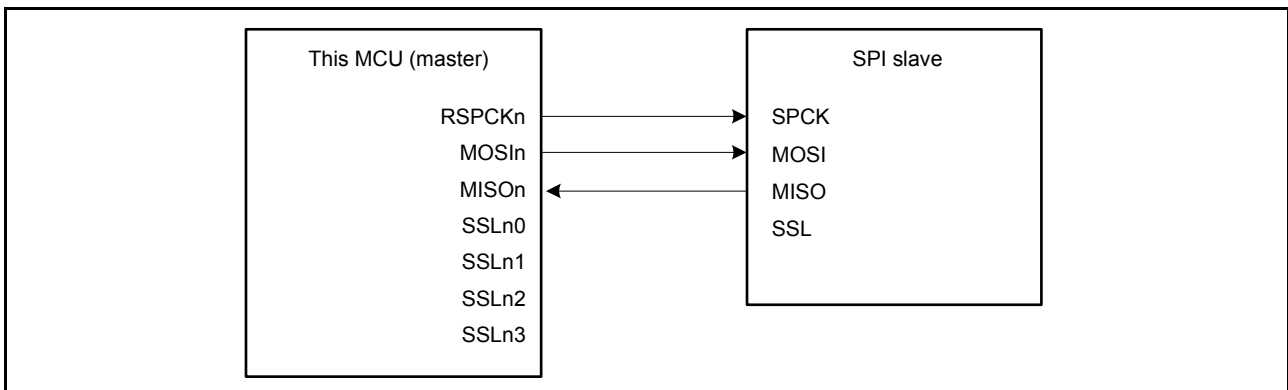 This MCU (master)
RSPCKn
MOSIn
MISOn
SSLn0
SSLn1
SSLn2
SSLn3
SPI slave
SPCK
MOSI
MISO
SSL